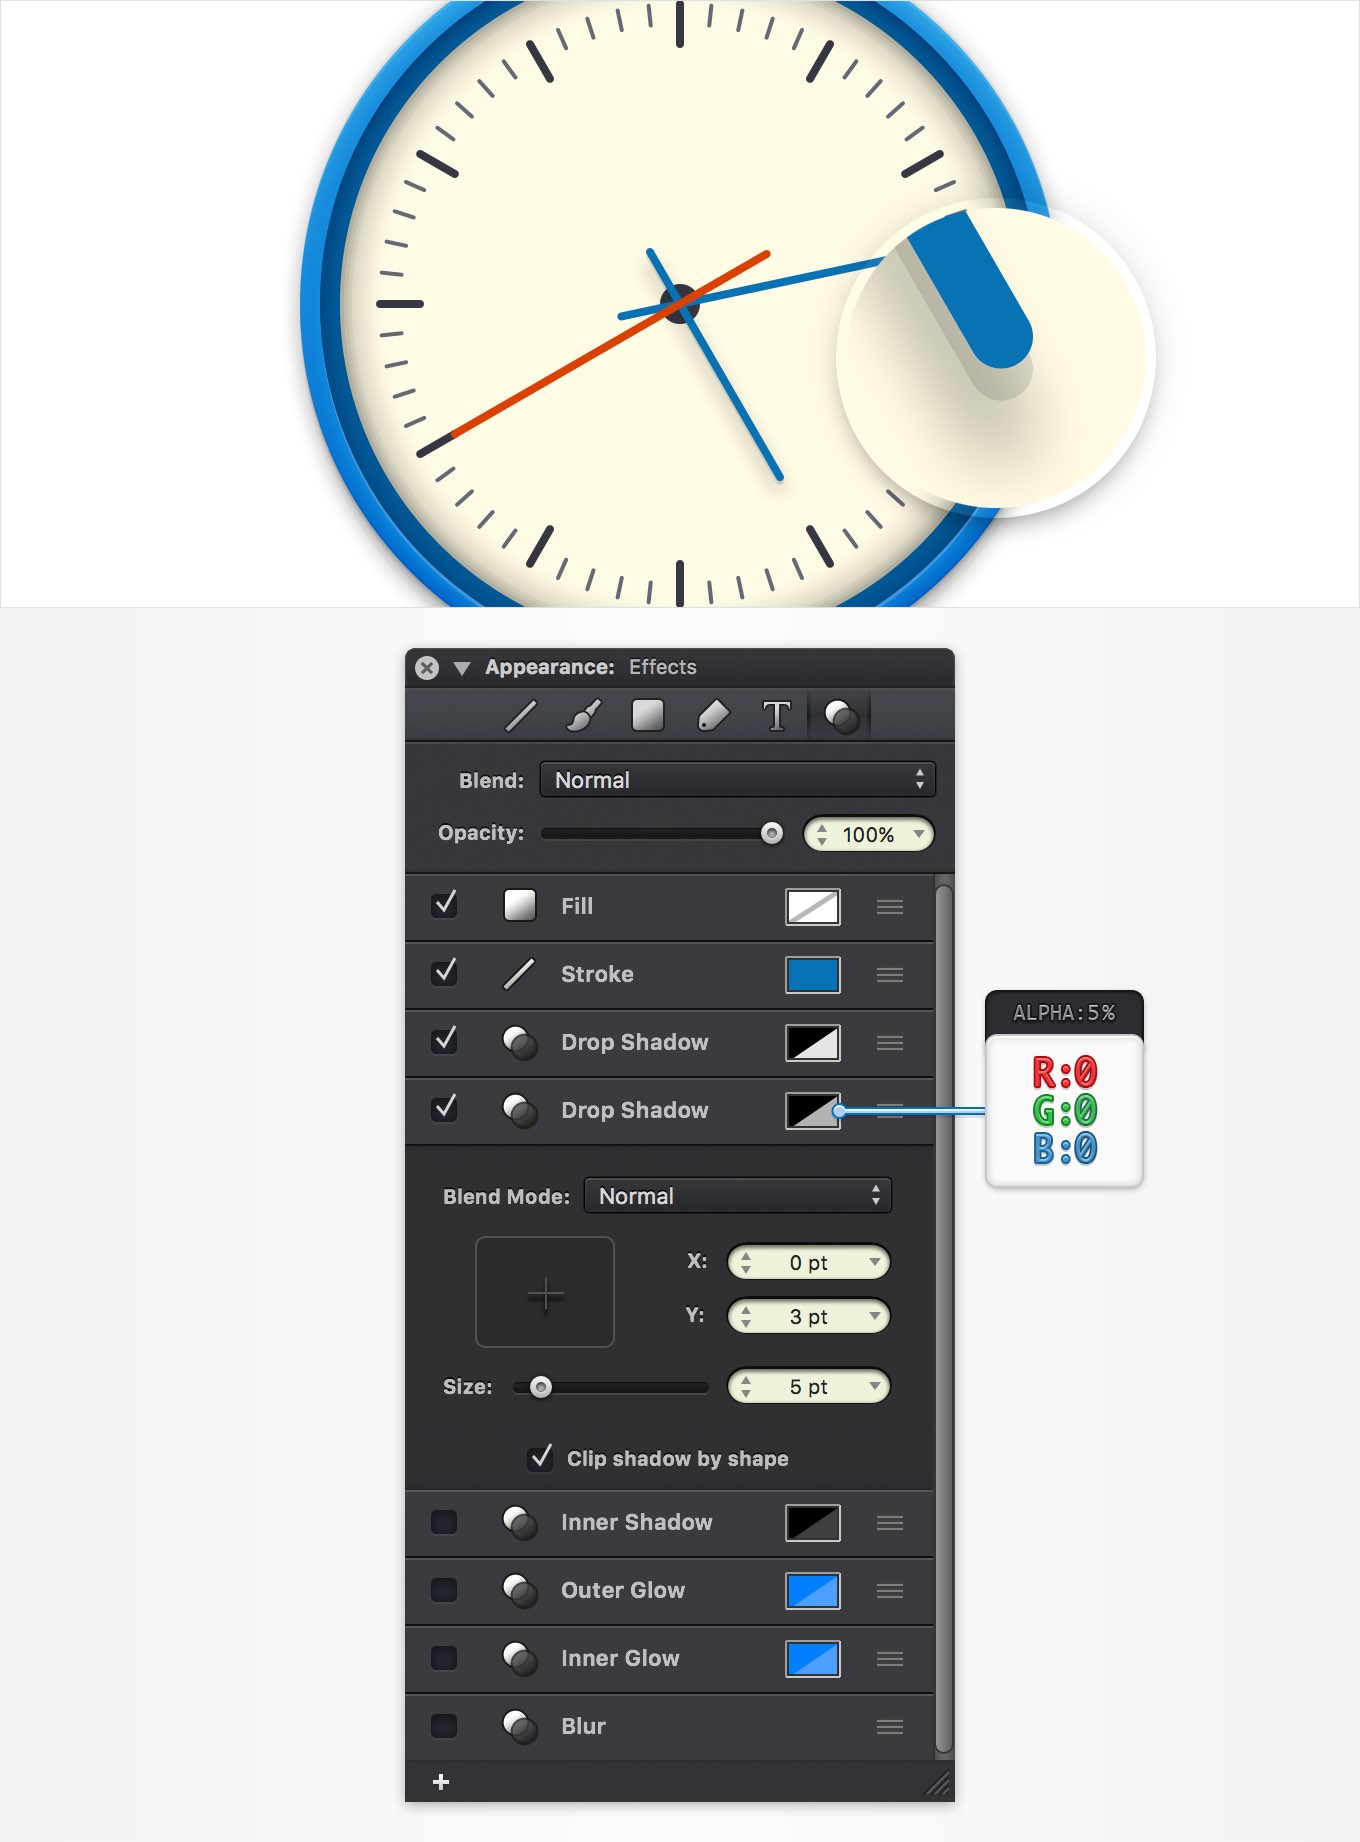 Appearance: Effects
T
Blend: Normal
Opacity: 100%
Fill
Stroke
Drop Shadow
Drop Shadow
ALPHA:5%
R:0
G:0
B:0
Blend Mode: Normal
X: 0 pt
Y: 3 pt
Size: 5 pt
Clip shadow by shape
Inner Shadow
Outer Glow
Inner Glow
Blur